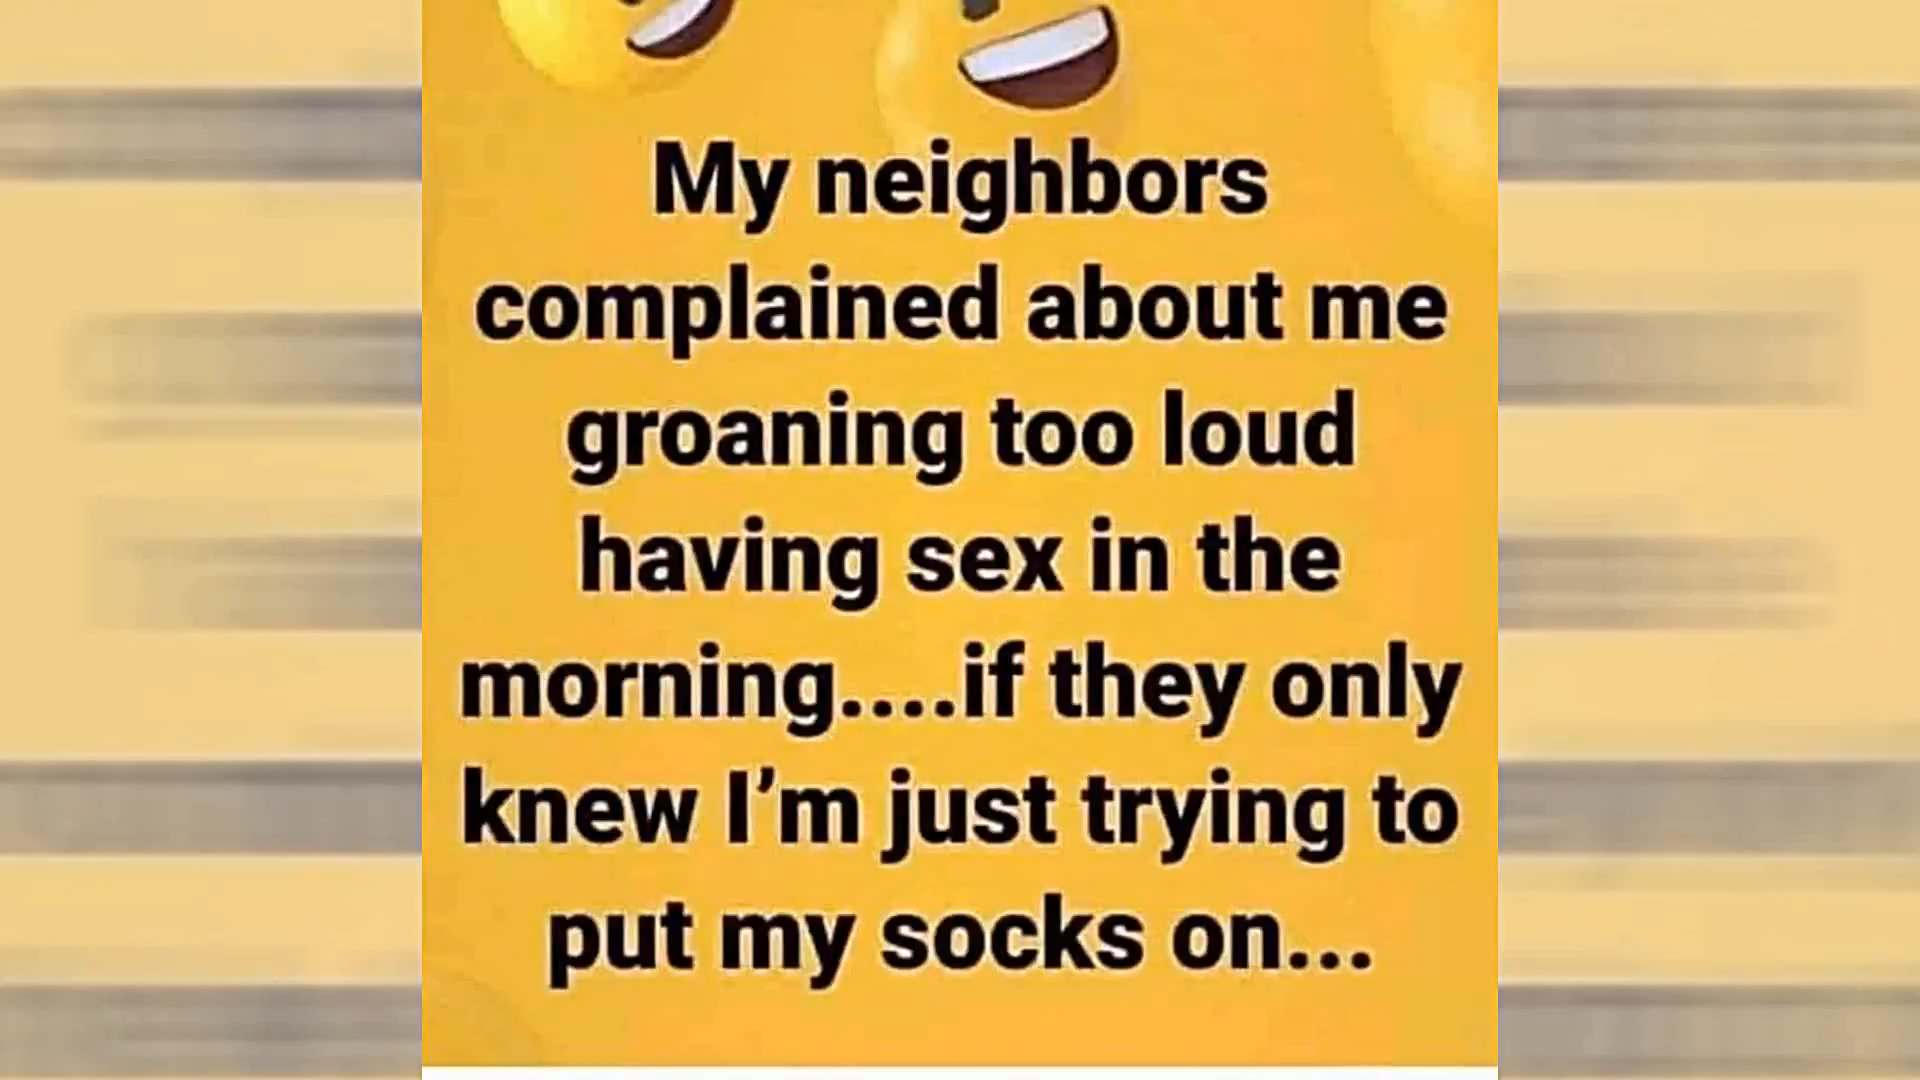 My neighbors
complained about me
groaning too loud
having sex in the
morning....if they only
knew I’m just trying to
put my socks on...